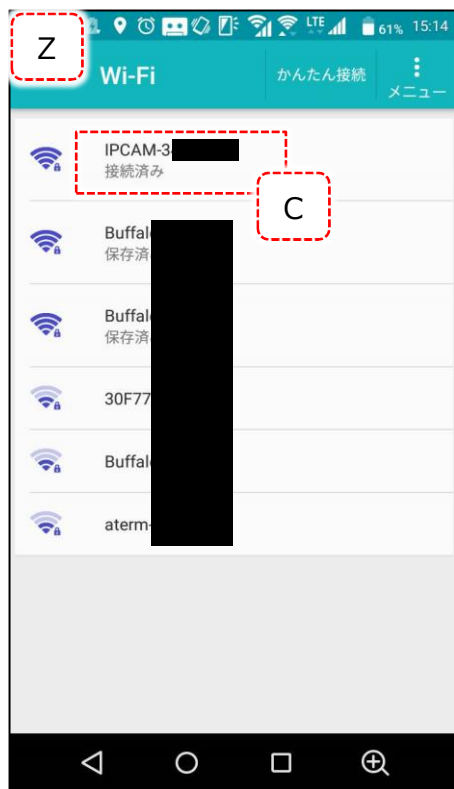 Z
LTE 61% 15:14
Wi-Fi かんたん接続 メニュー
IPCAM-3
接続済み
C
Buffal
保存済
Buffal
保存済
30F77
Buffal
aterm-